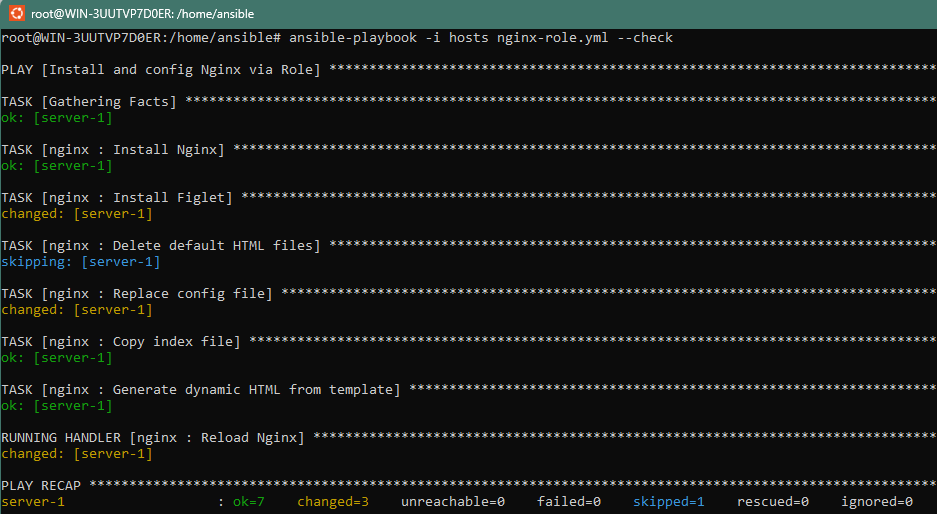 root@WIN-3UUTVP7D0ER: /home/ansible
root@WIN-3UUTVP7D0ER:/home/ansible# ansible-playbook -i hosts nginx-role.yml --check
PLAY [Install and config Nginx via Role] ****************************************************************************
TASK [Gathering Facts] **********************************************************************************************
ok: [server-1]
TASK [nginx : Install Nginx] ****************************************************************************************
ok: [server-1]
TASK [nginx : Install Figlet] ***************************************************************************************
changed: [server-1]
TASK [nginx : Delete default HTML files] ****************************************************************************
skipping: [server-1]
TASK [nginx : Replace config file] **********************************************************************************
changed: [server-1]
TASK [nginx : Copy index file] **************************************************************************************
ok: [server-1]
TASK [nginx : Generate dynamic HTML from template] ******************************************************************
ok: [server-1]
RUNNING HANDLER [nginx : Reload Nginx] ******************************************************************************
changed: [server-1]
PLAY RECAP **********************************************************************************************************
server-1                   : ok=7    changed=3    unreachable=0    failed=0    skipped=1    rescued=0    ignored=0